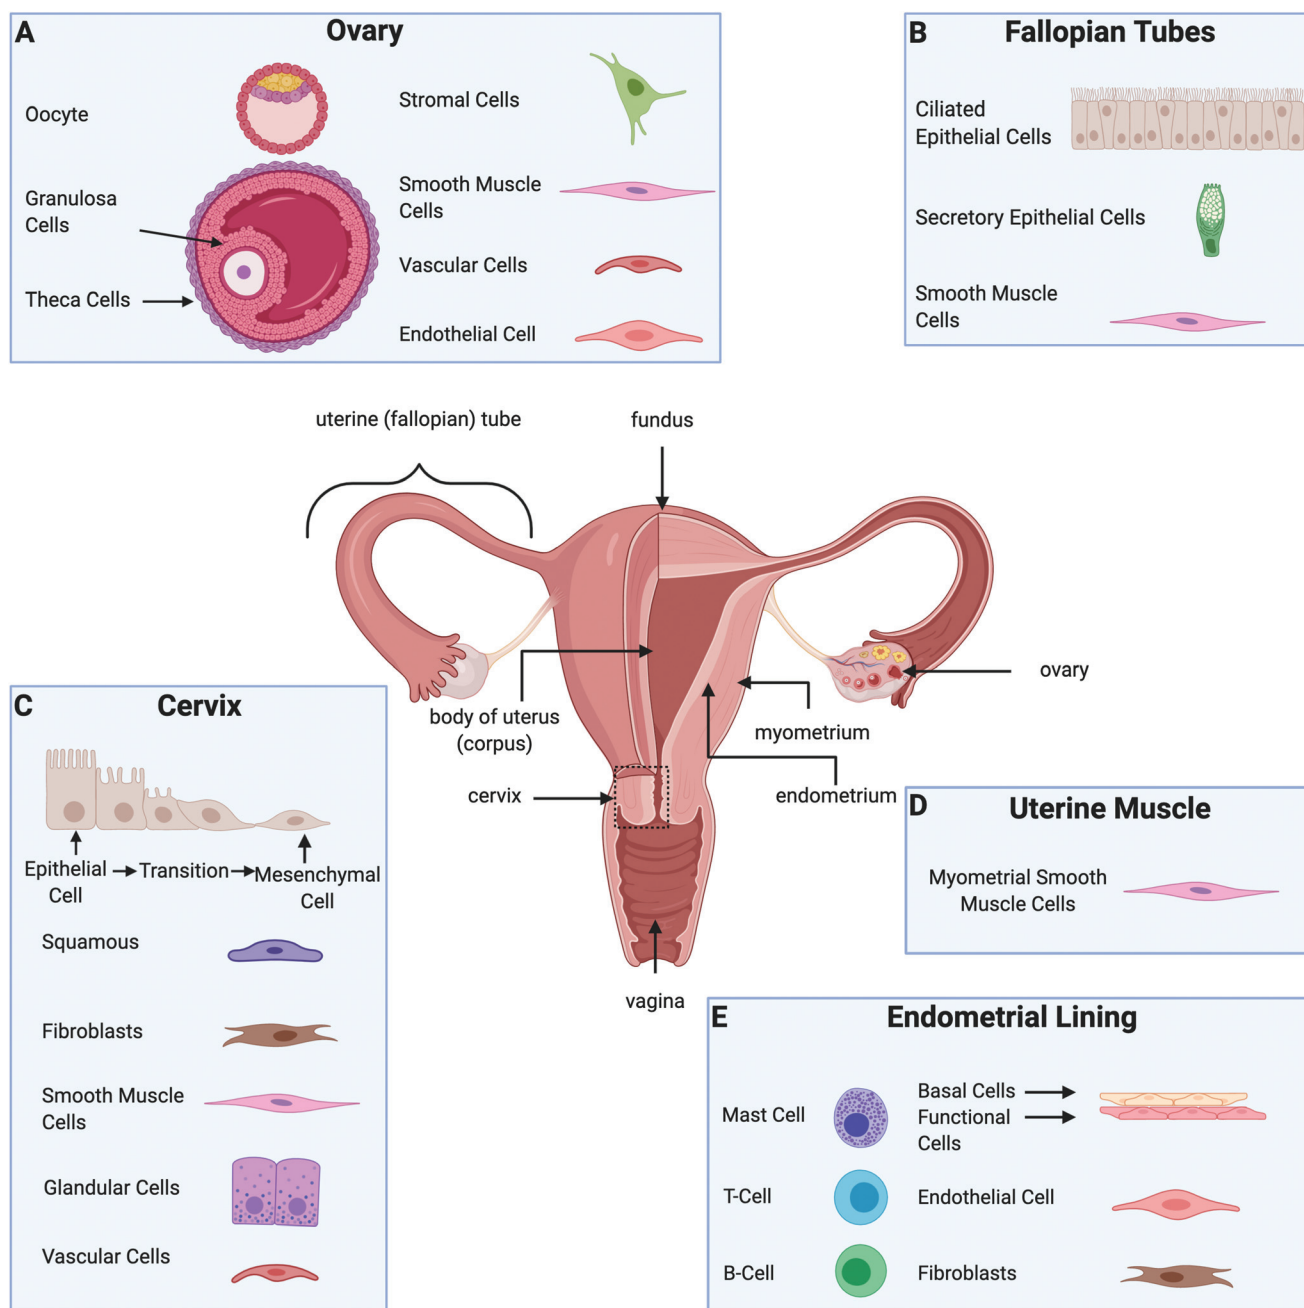 A
Ovary
Oocyte
Granulosa
Cells
Theca Cells
Stromal Cells
Smooth Muscle
Cells
Vascular Cells
Endothelial Cell
B
Fallopian Tubes
Ciliated
Epithelial Cells
Secretory Epithelial Cells
Smooth Muscle
Cells
uterine (fallopian) tube
fundus
ovary
body of uterus
(corpus)
myometrium
cervix
endometrium
vagina
C
Cervix
Epithelial
Cell
Transition
Mesenchymal
Cell
Squamous
Fibroblasts
Smooth Muscle
Cells
Glandular Cells
Vascular Cells
D
Uterine Muscle
Myometrial Smooth
Muscle Cells
E
Endometrial Lining
Mast Cell
T-Cell
B-Cell
Basal Cells
Functional
Cells
Endothelial Cell
Fibroblasts